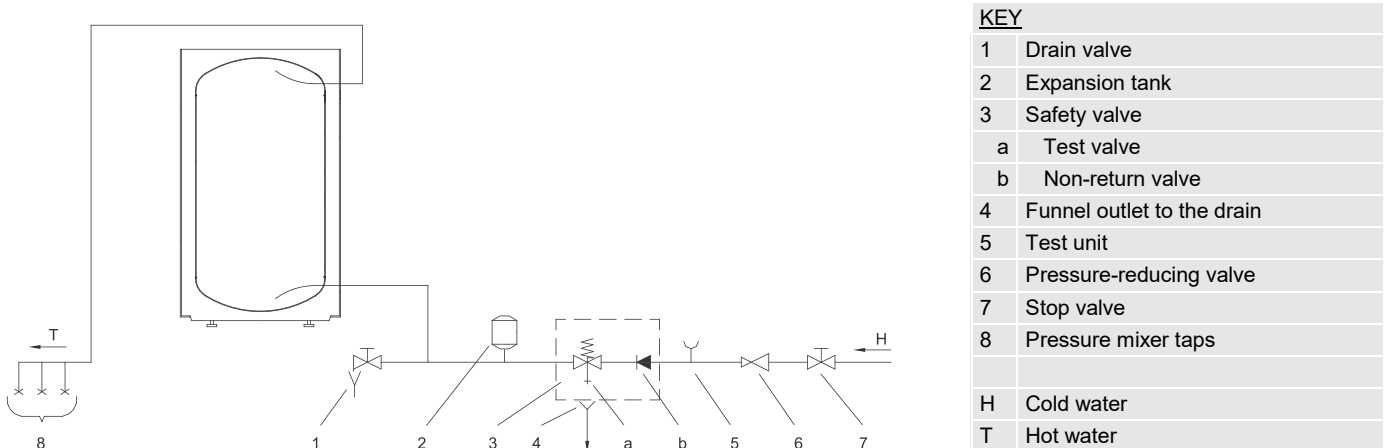 T
H
8
1
2
3
4
a
b
5
6
7
KEY
1 Drain valve
2 Expansion tank
3 Safety valve
a Test valve
b Non-return valve
4 Funnel outlet to the drain
5 Test unit
6 Pressure-reducing valve
7 Stop valve
8 Pressure mixer taps
H Cold water
T Hot water